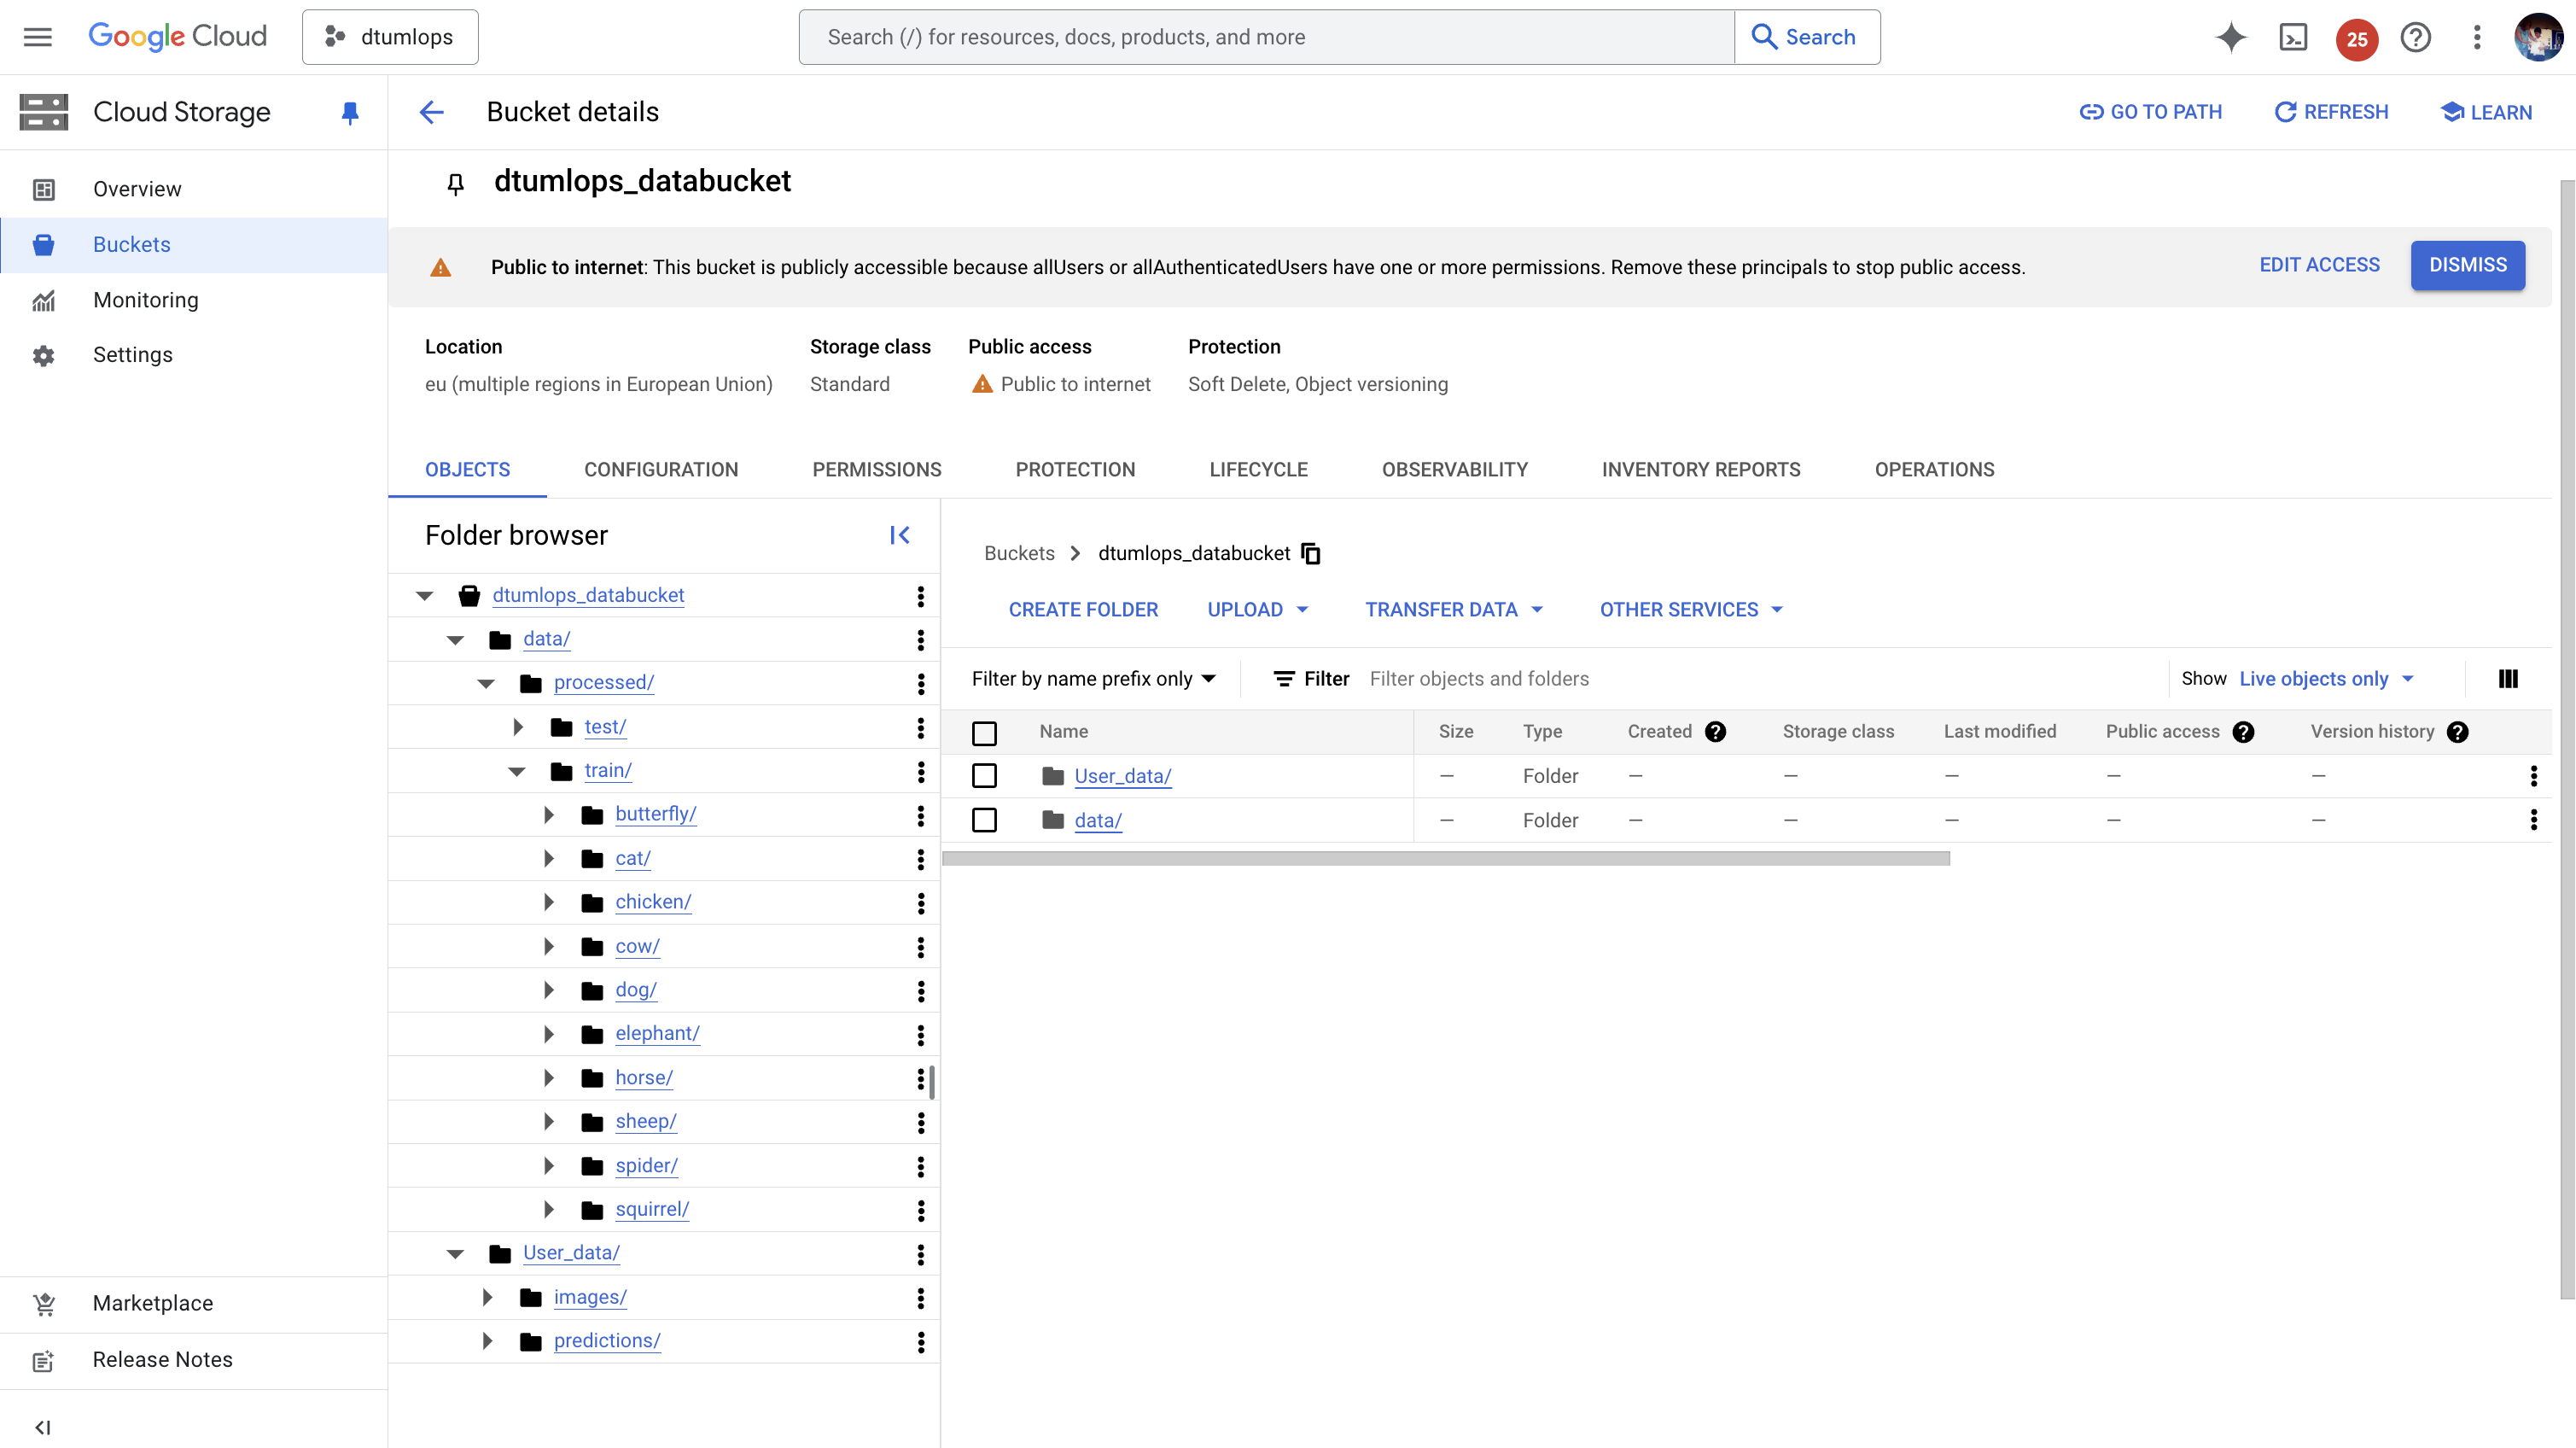 Google Cloud
dtumlops
Search (/) for resources, docs, products, and more
Search
25
Cloud Storage
Bucket details
GO TO PATH
REFRESH
LEARN
Overview
Buckets
Monitoring
Settings
Marketplace
Release Notes
dtumlops_databucket
Public to internet: This bucket is publicly accessible because allUsers or allAuthenticatedUsers have one or more permissions. Remove these principals to stop public access.
EDIT ACCESS
DISMISS
Location
Storage class
Public access
Protection
eu (multiple regions in European Union)
Standard
Public to internet
Soft Delete, Object versioning
OBJECTS
CONFIGURATION
PERMISSIONS
PROTECTION
LIFECYCLE
OBSERVABILITY
INVENTORY REPORTS
OPERATIONS
Folder browser
dtumlops_databucket
data/
processed/
test/
train/
butterfly/
cat/
chicken/
cow/
dog/
elephant/
horse/
sheep/
spider/
squirrel/
User_data/
images/
predictions/
Buckets
dtumlops_databucket
CREATE FOLDER
UPLOAD
TRANSFER DATA
OTHER SERVICES
Filter by name prefix only
Filter
Filter objects and folders
Show
Live objects only
Name Size Type Created Storage class Last modified Public access Version history
User_data/ — Folder — — — — —
data/ — Folder — — — — —